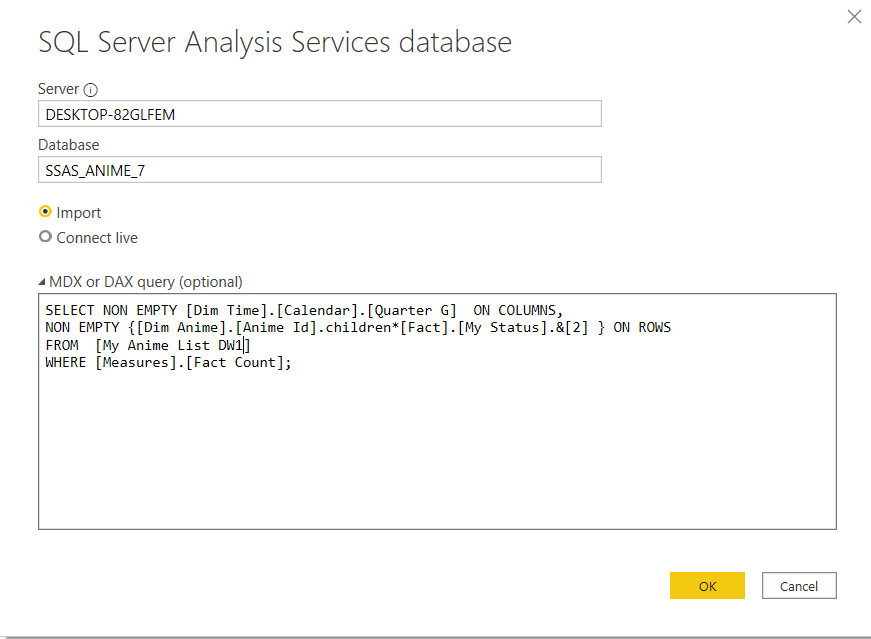 SQL Server Analysis Services database
Server
DESKTOP-82GLFEM
Database
SSAS_ANIME_7
Import
Connect live
MDX or DAX query (optional)
SELECT NON EMPTY [Dim Time].[Calendar].[Quarter G]  ON COLUMNS,
NON EMPTY {[Dim Anime].[Anime Id].children*[Fact].[My Status].&[2] } ON ROWS
FROM  [My Anime List DW1]
WHERE [Measures].[Fact Count];
OK
Cancel